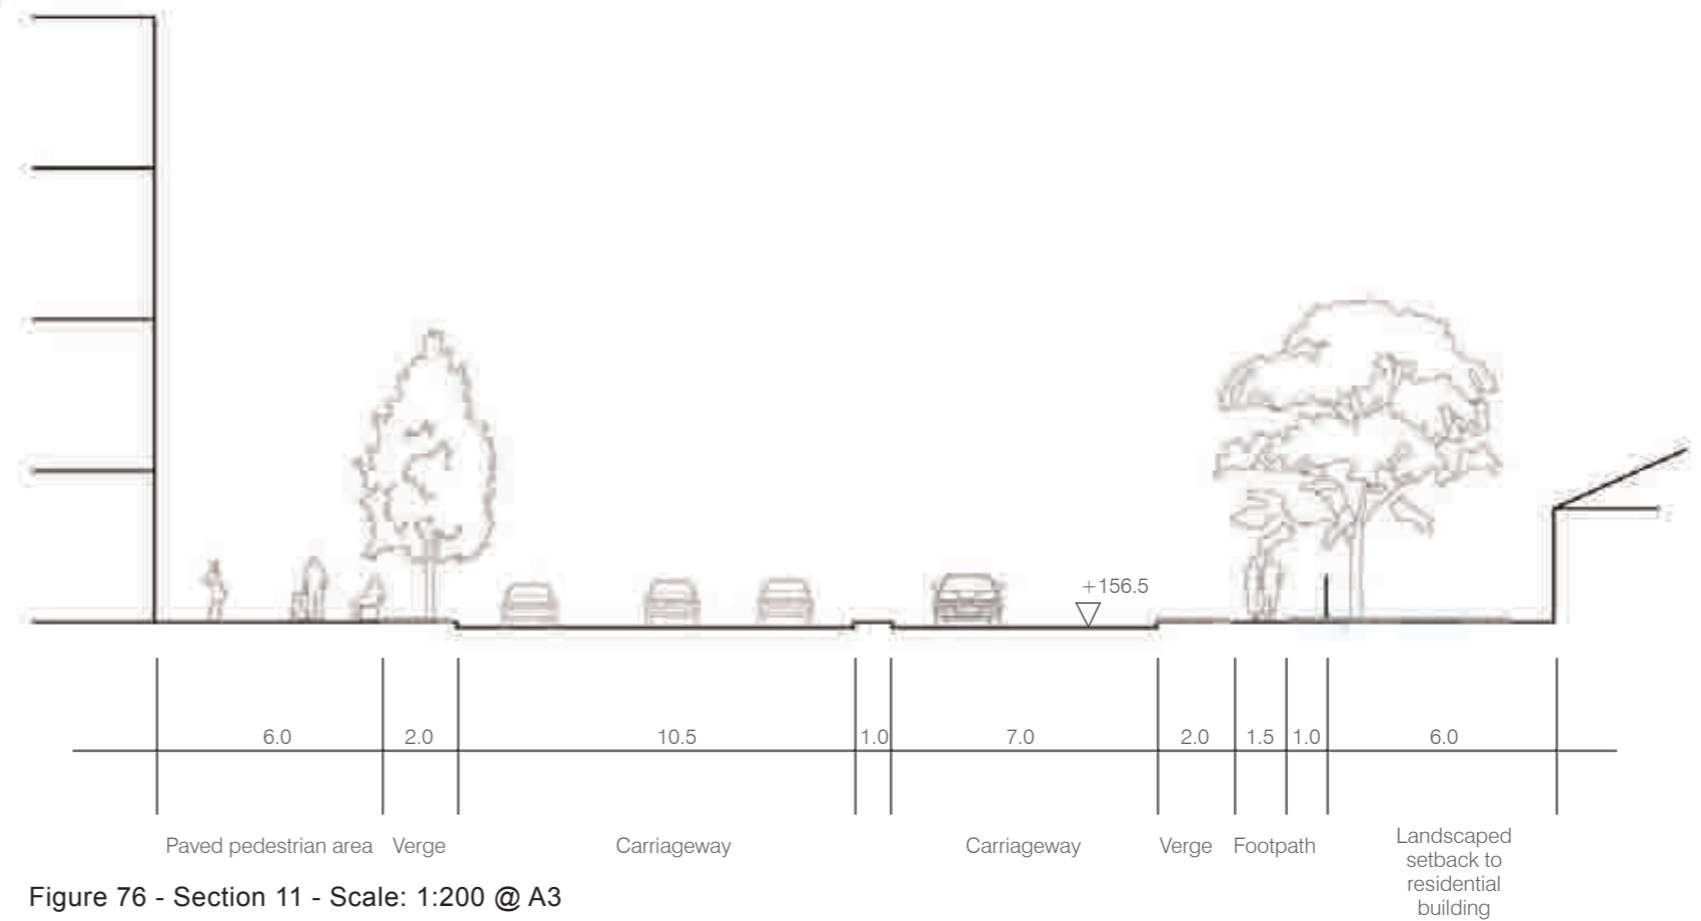 +156.5
6.0 2.0 10.5 1.0 7.0 2.0 1.5 1.0 6.0
Paved pedestrian area Verge Carriageway Carriageway Verge Footpath Landscaped
setback to
residential
building
Figure 76 - Section 11 - Scale: 1:200 @ A3